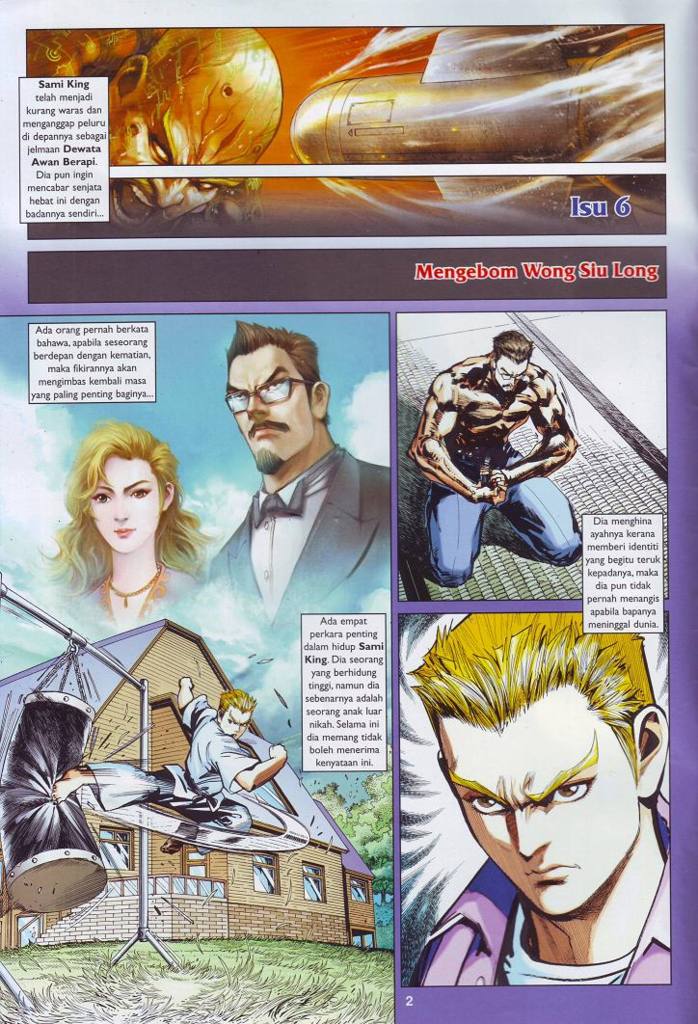 Sami King
telah menjadi
kurang waras dan
menganggap peluru
di depannya sebagai
jelmaan Dewata
Awan Berapi.
Dia pun ingin
mencabar senjata
hebat ini dengan
badannya sendiri...
Isu 6
Mengebom Wong Siu Long
Ada orang pernah berkata
bahawa, apabila seseorang
berdepan dengan kematian,
maka fikirannya akan
mengimbas kembali masa
yang paling penting baginya...
Dia menghina
ayahnya kerana
memberi identiti
yang begitu teruk
kepadanya, maka
dia pun tidak
pernah menangis
apabila bapanya
meninggal dunia.
Ada empat
perkara penting
dalam hidup Sami
King. Dia seorang
yang berhidung
tinggi, namun dia
sebenarnya adalah
seorang anak luar
nikah. Selama ini
dia memang tidak
boleh menerima
kenyataan ini.
2